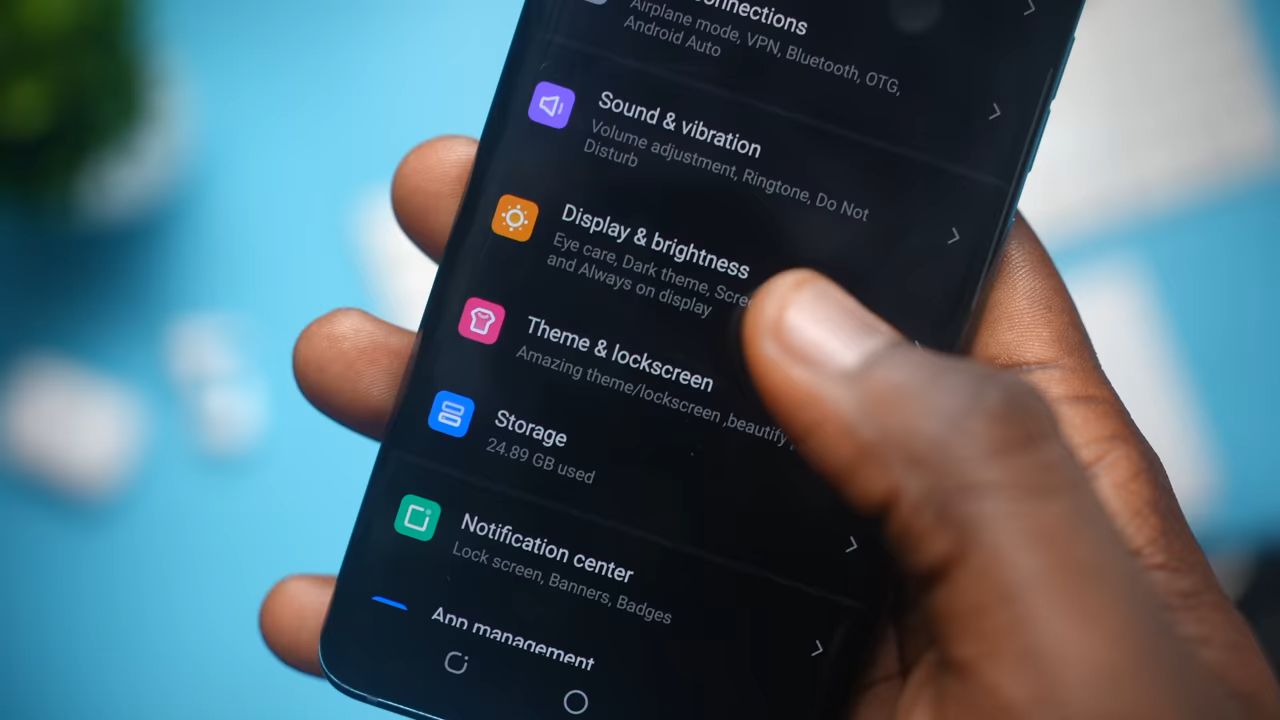 onnections
Airplane mode, VPN, Bluetooth, OTG,
Android Auto
Sound & vibration
Volume adjustment, Ringtone, Do Not
Disturb
Display & brightness
Eye care, Dark theme,
and Always on display
Theme & lockscreen
Amazing theme/lockscreen ,beautify
Storage
24.89 GB used
Notification center
Lock screen, Banners, Badges
App management